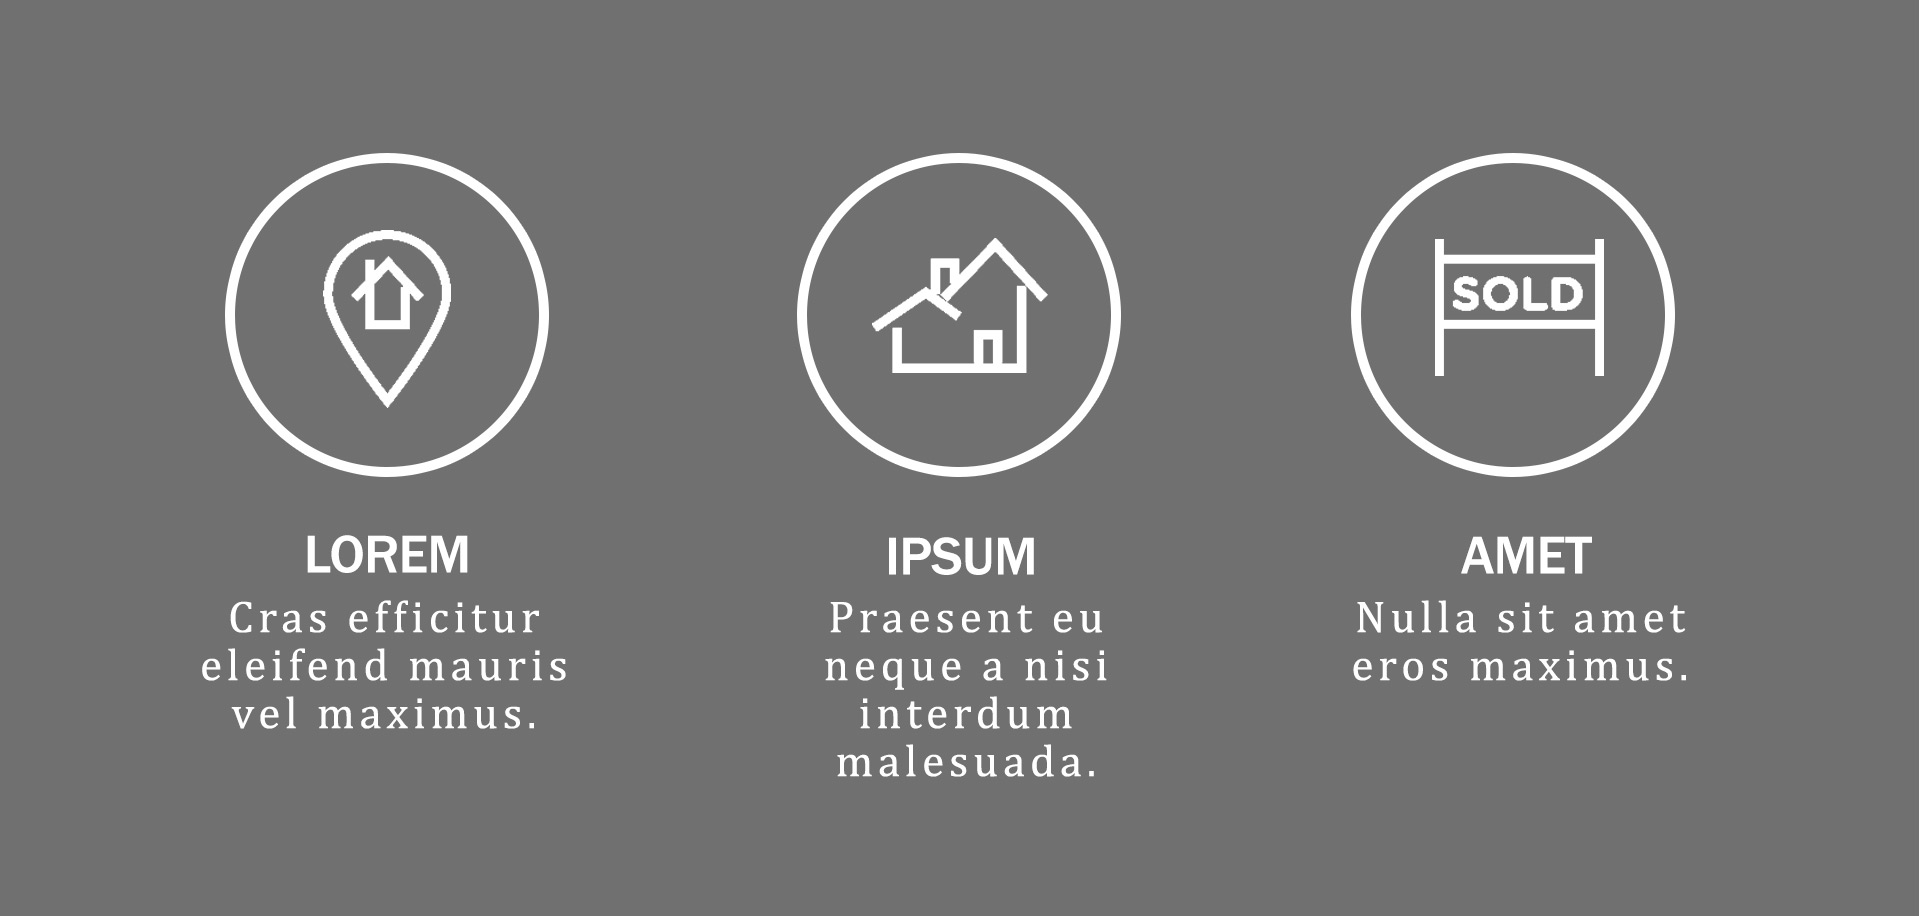 SOLD
LOREM
Cras efficitur
eleifend mauris
vel maximus.
IPSUM
Praesent eu
neque a nisi
interdum
malesuada.
AMET
Nulla sit amet
eros maximus.